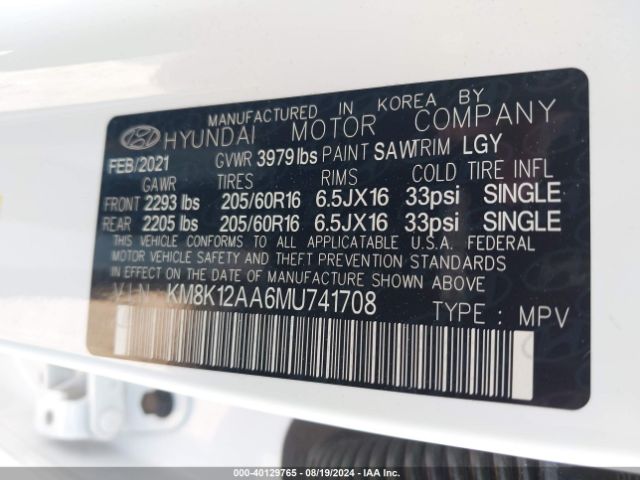 MANUFACTURED IN KOREA BY
HYUNDAI MOTOR COMPANY
FEB/2021 GVWR 3979 lbs PAINT SAW TRIM LGY
GAWR TIRES RIMS COLD TIRE INFL
FRONT 2293 lbs 205/60R16 6.5JX16 33psi SINGLE
REAR 2205 lbs 205/60R16 6.5JX16 33psi SINGLE
THIS VEHICLE CONFORMS TO ALL APPLICATABLE U.S.A. FEDERAL
MOTOR VEHICLE SAFETY AND THEFT PREVENTION STANDARDS
IN EFFECT ON THE DATE OF MANUFACTURE SHOWN ABOVE
VIN: KM8K12AA6MU741708 TYPE: MPV
000-40129765 - 08/19/2024 - IAA Inc.